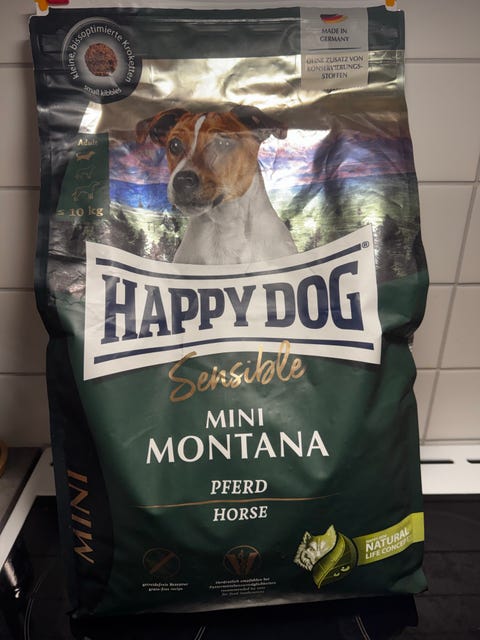 kleine, bissoptimierte Kroketten
small kibbles
MADE IN
GERMANY
OHNE ZUSATZ VON
KONSERVIERUNGS-
STOFFEN
Adult
≤ 10 kg
HAPPY DOG®
Sensible
MINI
MONTANA
PFERD
HORSE
MINI
NATURAL
LIFE CONCEPT
getreidefreie Rezeptur
grain-free recipe